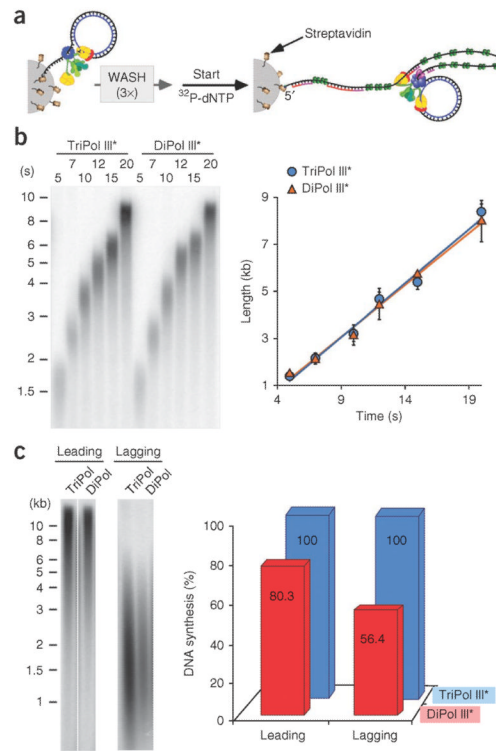 a
Streptavidin
WASH
(3×)
Start
³²P-dNTP
5′
b
TriPol III* DiPol III*
7 12 20 7 12 20
(s) 5 10 15 5 10 15
10
8
6
5
4
3
2
1.5
TriPol III*
DiPol III*
Length (kb)
9
7
5
3
1
4 9 14 19
Time (s)
c
Leading Lagging
TriPol DiPol TriPol DiPol
(kb)
10
8
6
5
4
3
2
1.5
1
DNA synthesis (%)
100
80
60
40
20
0
100 100
80.3
56.4
Leading Lagging
TriPol III*
DiPol III*